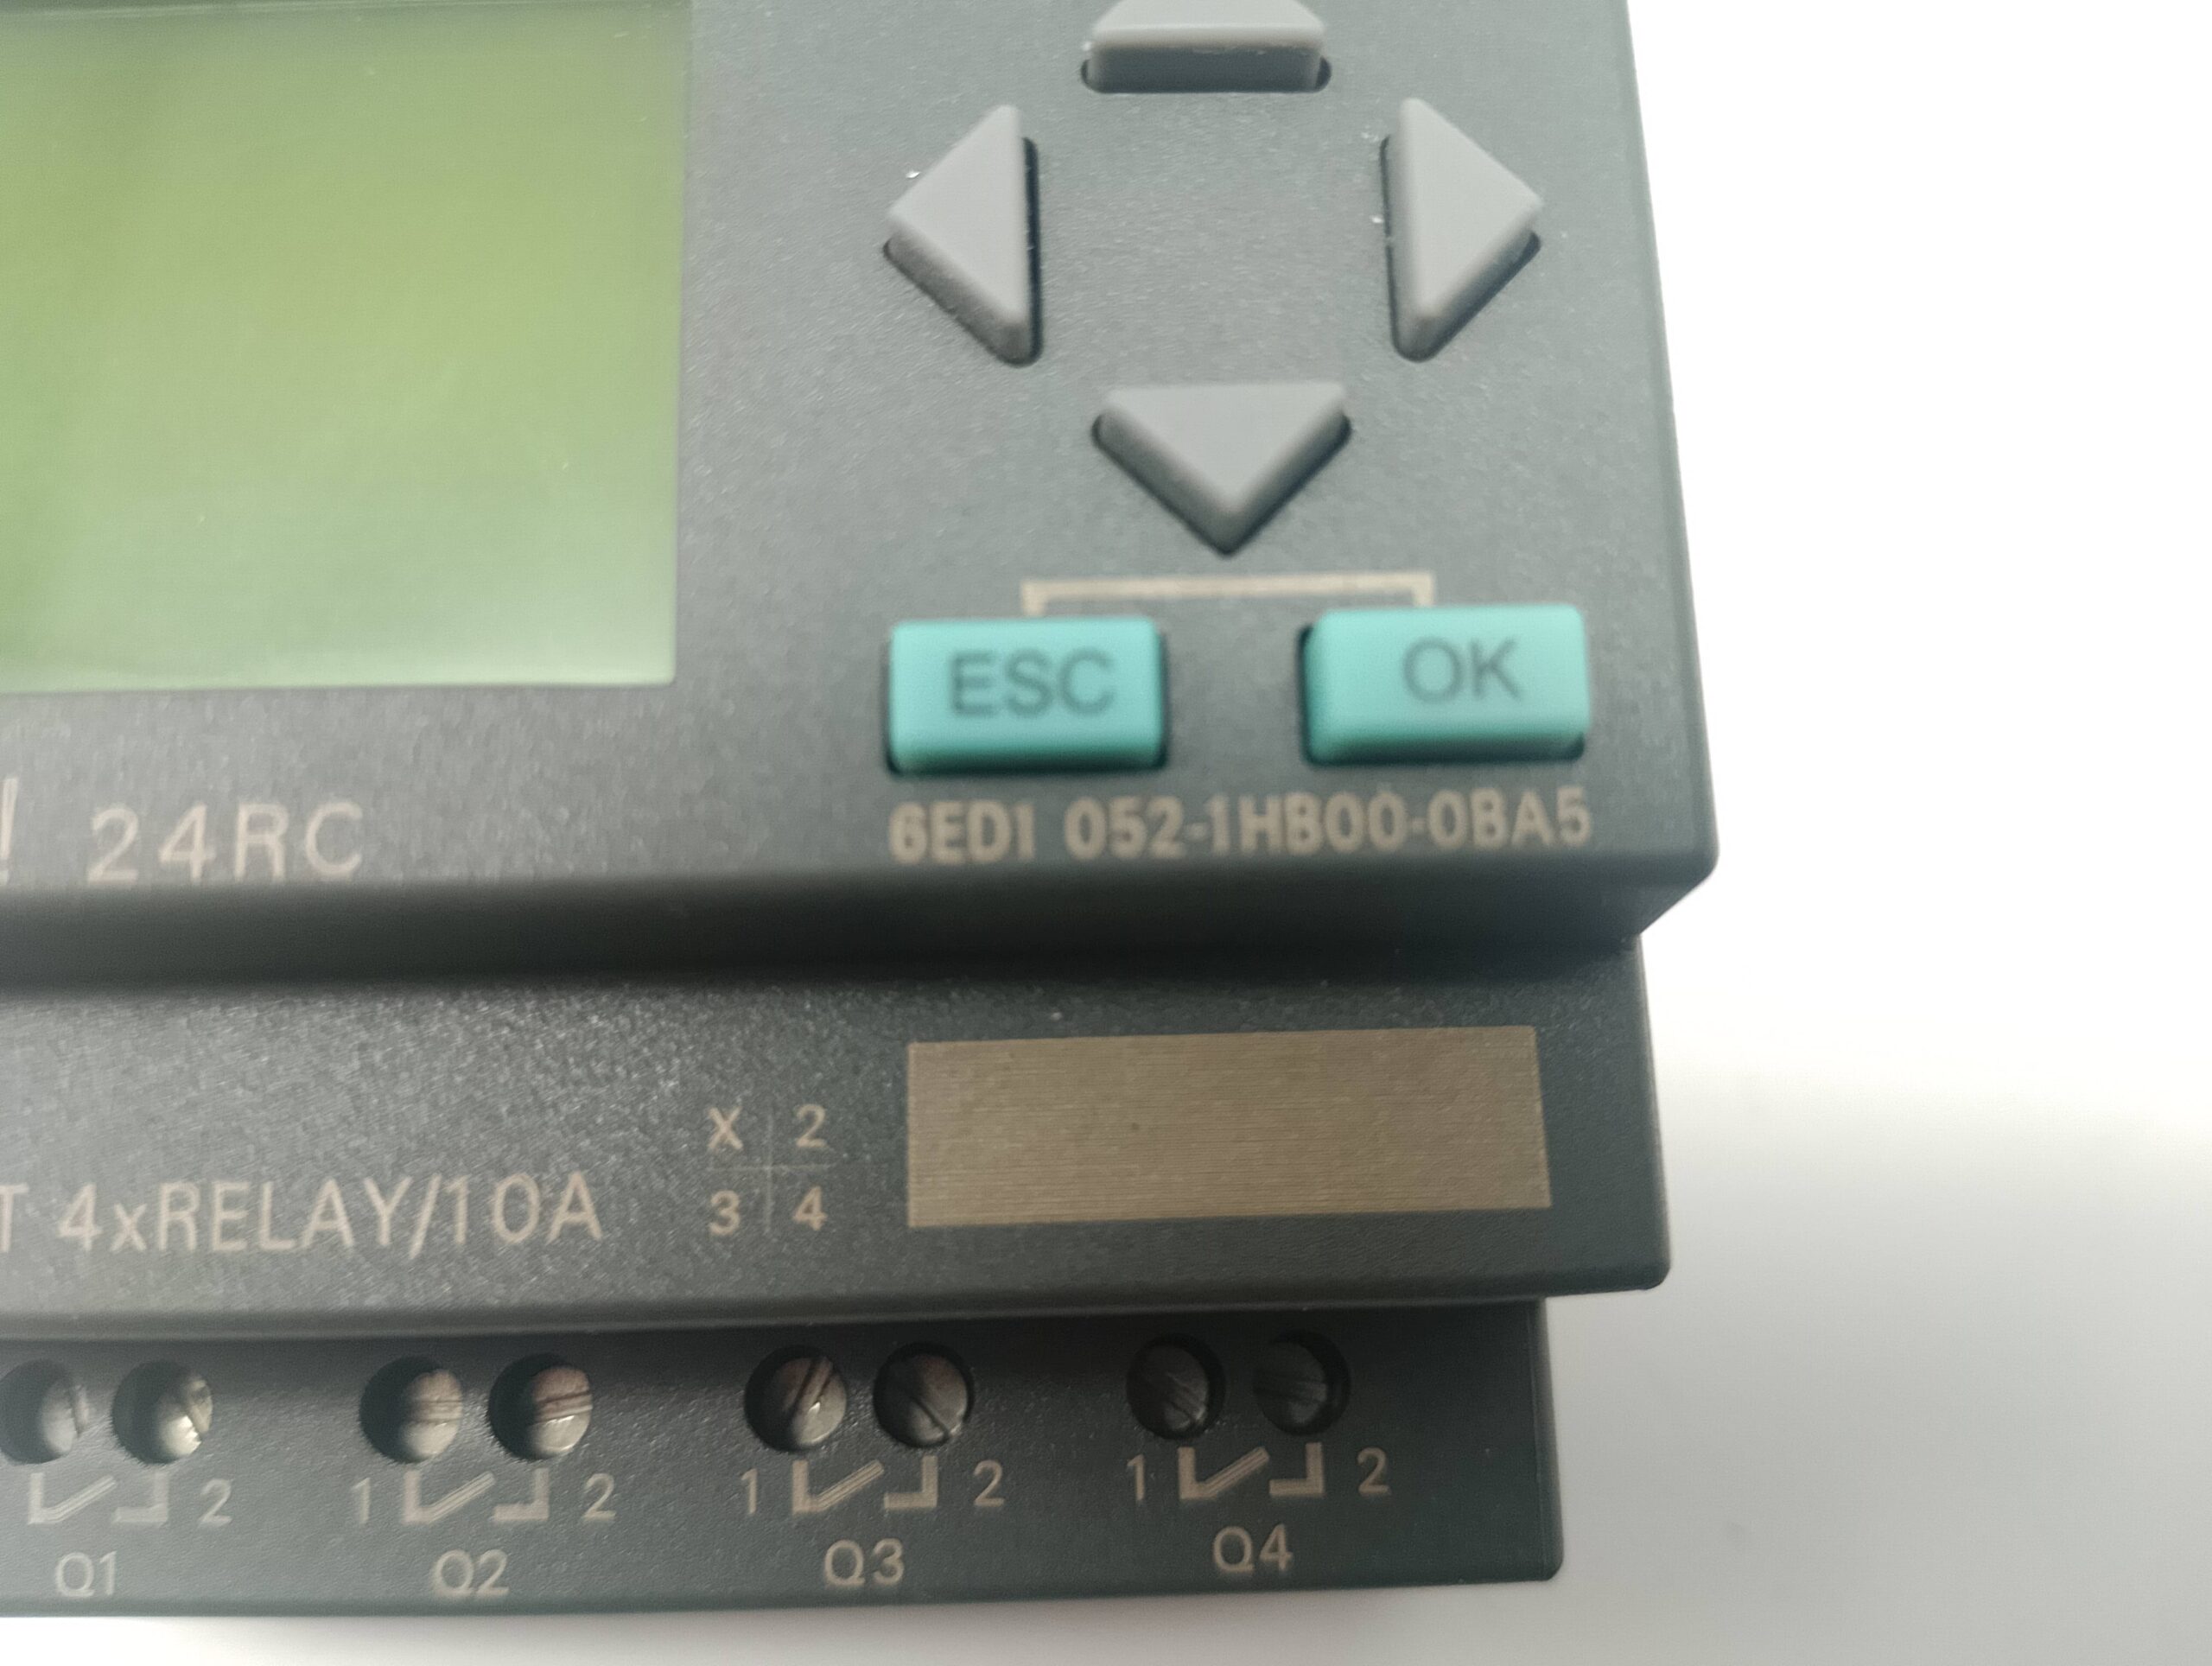 ESC OK
! 24RC
6ED1 052-1HB00-0BA5
X 2
3 4
T 4xRELAY/10A
2 1 2 1 2 1 2
Q1 Q2 Q3 Q4